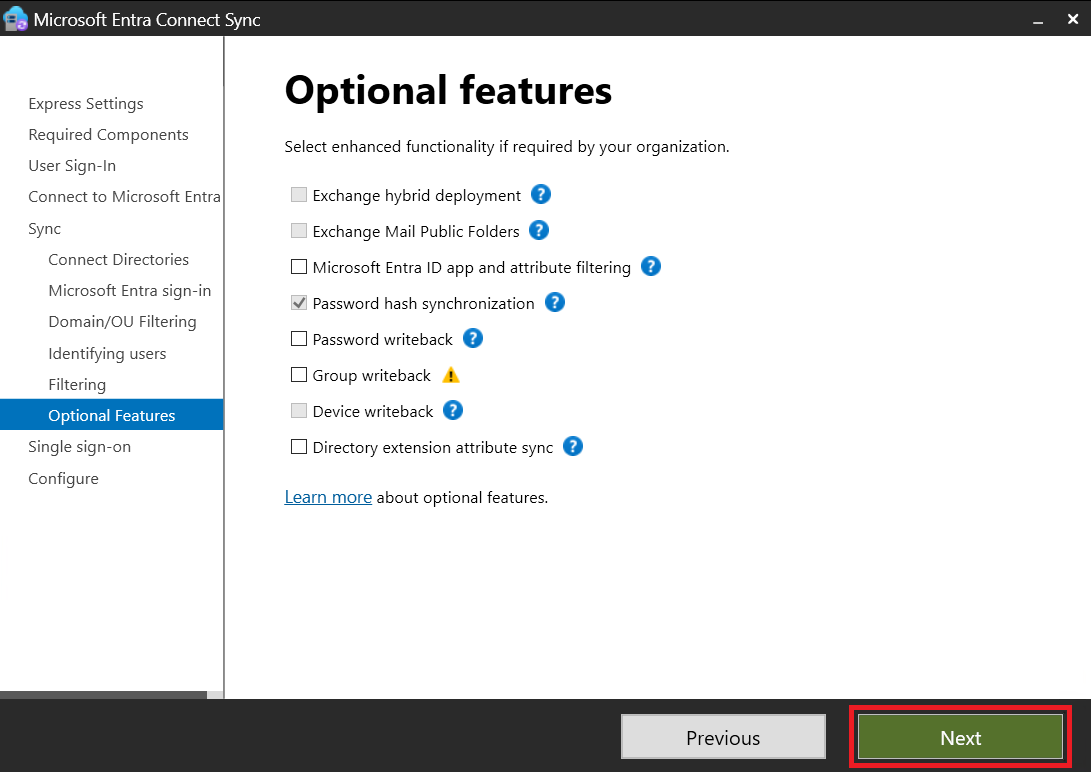 Microsoft Entra Connect Sync
Express Settings
Required Components
User Sign-In
Connect to Microsoft Entra
Sync
Connect Directories
Microsoft Entra sign-in
Domain/OU Filtering
Identifying users
Filtering
Optional Features
Single sign-on
Configure
Optional features
Select enhanced functionality if required by your organization.
Exchange hybrid deployment ?
Exchange Mail Public Folders ?
Microsoft Entra ID app and attribute filtering ?
Password hash synchronization ?
Password writeback ?
Group writeback !
Device writeback ?
Directory extension attribute sync ?
Learn more about optional features.
Previous
Next